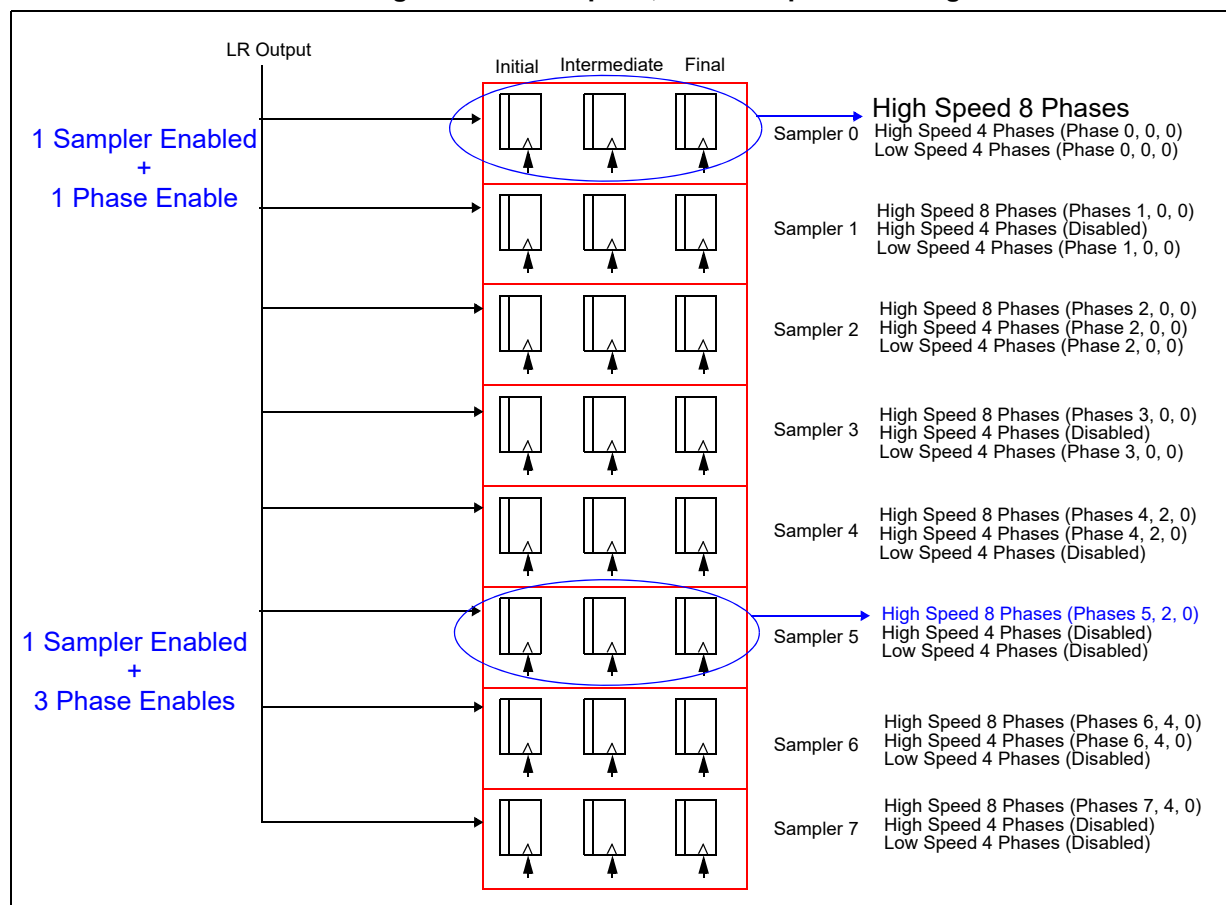 LR Output
Initial Intermediate Final
1 Sampler Enabled
+
1 Phase Enable
Sampler 0
High Speed 8 Phases
High Speed 4 Phases (Phase 0, 0, 0)
Low Speed 4 Phases (Phase 0, 0, 0)
Sampler 1
High Speed 8 Phases (Phases 1, 0, 0)
High Speed 4 Phases (Disabled)
Low Speed 4 Phases (Phase 1, 0, 0)
Sampler 2
High Speed 8 Phases (Phases 2, 0, 0)
High Speed 4 Phases (Phase 2, 0, 0)
Low Speed 4 Phases (Phase 2, 0, 0)
Sampler 3
High Speed 8 Phases (Phases 3, 0, 0)
High Speed 4 Phases (Disabled)
Low Speed 4 Phases (Phase 3, 0, 0)
Sampler 4
High Speed 8 Phases (Phases 4, 2, 0)
High Speed 4 Phases (Phase 4, 2, 0)
Low Speed 4 Phases (Disabled)
1 Sampler Enabled
+
3 Phase Enables
Sampler 5
High Speed 8 Phases (Phases 5, 2, 0)
High Speed 4 Phases (Disabled)
Low Speed 4 Phases (Disabled)
Sampler 6
High Speed 8 Phases (Phases 6, 4, 0)
High Speed 4 Phases (Phase 6, 4, 0)
Low Speed 4 Phases (Disabled)
Sampler 7
High Speed 8 Phases (Phases 7, 4, 0)
High Speed 4 Phases (Disabled)
Low Speed 4 Phases (Disabled)